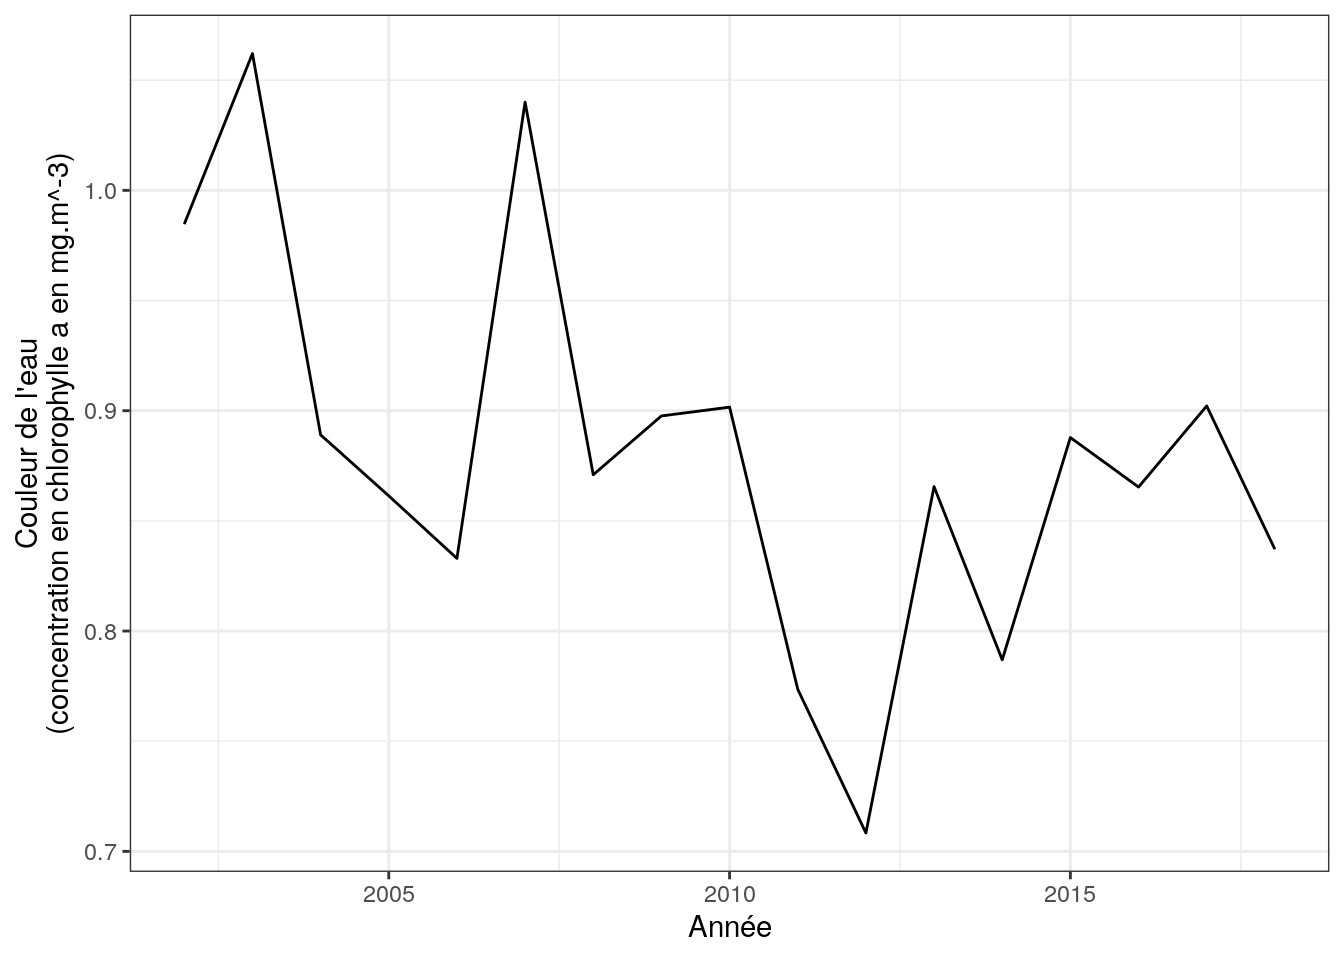 Couleur de l'eau
(concentration en chlorophylle a en mg.m^-3)
1.0
0.9
0.8
0.7
2005
2010
2015
Année